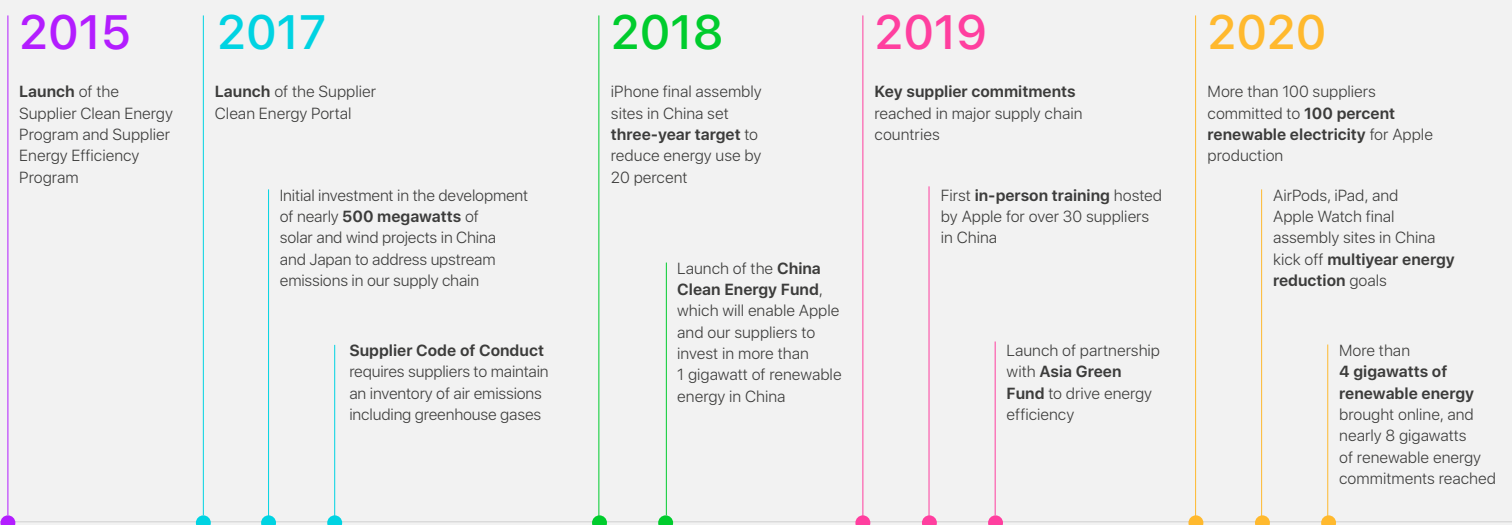 2015
Launch of the
Supplier Clean Energy
Program and Supplier
Energy Efficiency
Program
2017
Launch of the Supplier
Clean Energy Portal
Initial investment in the development
of nearly 500 megawatts of
solar and wind projects in China
and Japan to address upstream
emissions in our supply chain
Supplier Code of Conduct
requires suppliers to maintain
an inventory of air emissions
including greenhouse gases
2018
iPhone final assembly
sites in China set
three-year target to
reduce energy use by
20 percent
Launch of the China
Clean Energy Fund,
which will enable Apple
and our suppliers to
invest in more than
1 gigawatt of renewable
energy in China
2019
Key supplier commitments
reached in major supply chain
countries
First in-person training hosted
by Apple for over 30 suppliers
in China
Launch of partnership
with Asia Green
Fund to drive energy
efficiency
2020
More than 100 suppliers
committed to 100 percent
renewable electricity for Apple
production
AirPods, iPad, and
Apple Watch final
assembly sites in China
kick off multiyear energy
reduction goals
More than
4 gigawatts of
renewable energy
brought online, and
nearly 8 gigawatts
of renewable energy
commitments reached